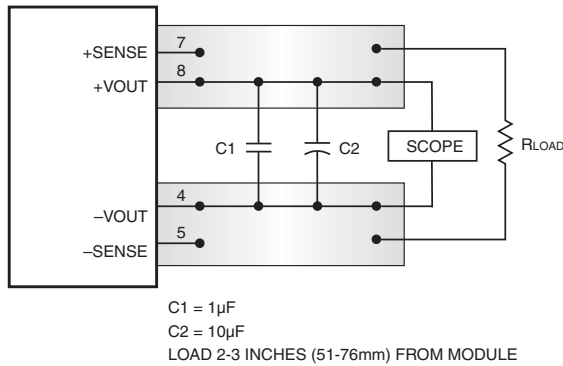 +SENSE 7
+VOUT 8
C1 C2 SCOPE RLOAD
–VOUT 4
–SENSE 5
C1 = 1µF
C2 = 10µF
LOAD 2-3 INCHES (51-76mm) FROM MODULE